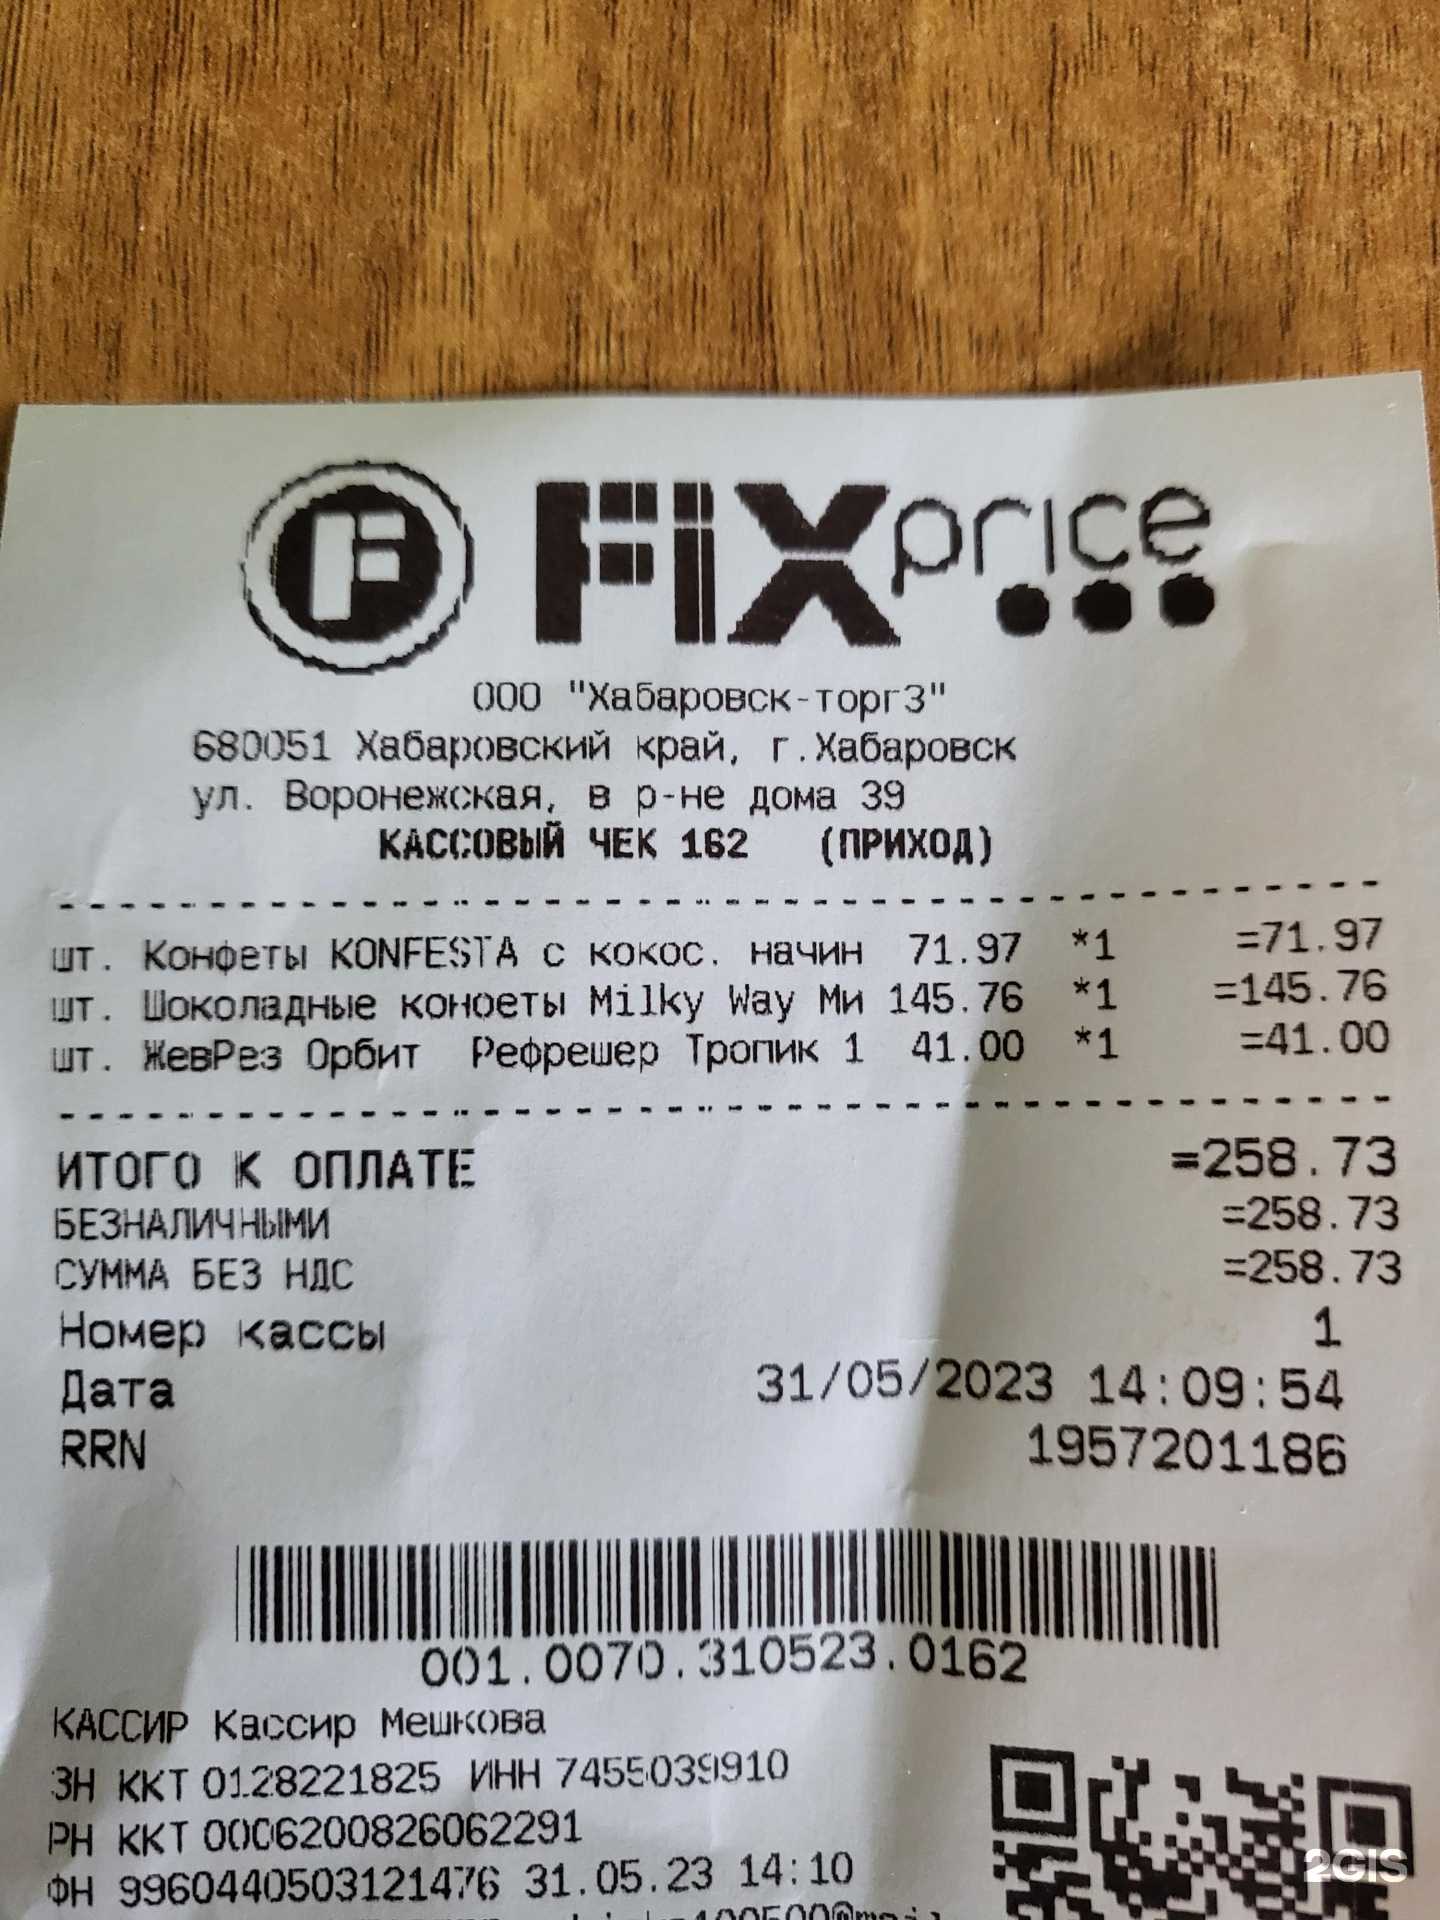 F FiXprice
ООО "Хабаровск-торг3"
680051 Хабаровский край, г.Хабаровск
ул. Воронежская, в р-не дома 39
КАССОВЫЙ ЧЕК 162 (ПРИХОД)
шт. Конфеты KONFESTA с кокос. начин 71.97 *1 =71.97
шт. Шоколадные конфеты Milky Way Ми 145.76 *1 =145.76
шт. ЖевРез Орбит Рефрешер Тропик 1 41.00 *1 =41.00
ИТОГО К ОПЛАТЕ =258.73
БЕЗНАЛИЧНЫМИ =258.73
СУММА БЕЗ НДС =258.73
Номер кассы 1
Дата 31/05/2023 14:09:54
RRN 1957201186
001.0070.310523.0162
КАССИР Кассир Мешкова
ЗН ККТ 0128221825 ИНН 7455039910
РН ККТ 0006200826062291
ФН 9960440503121476 31.05.23 14:10
2GIS